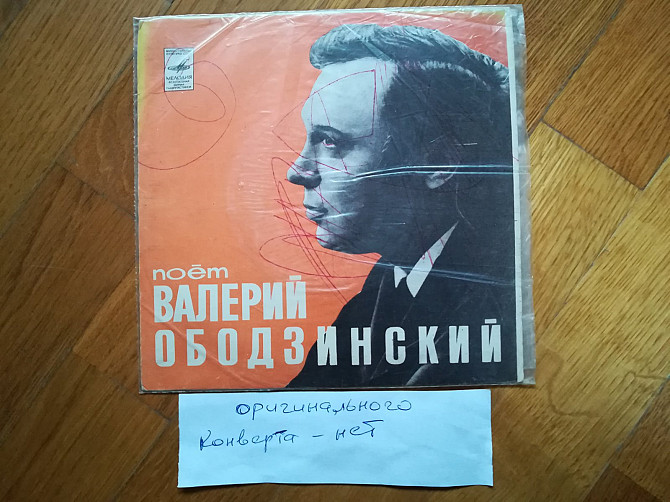 МЕЛОДИЯ
поёт
ВАЛЕРИЙ
ОБОДЗИНСКИЙ
оригинального
конверта - нет